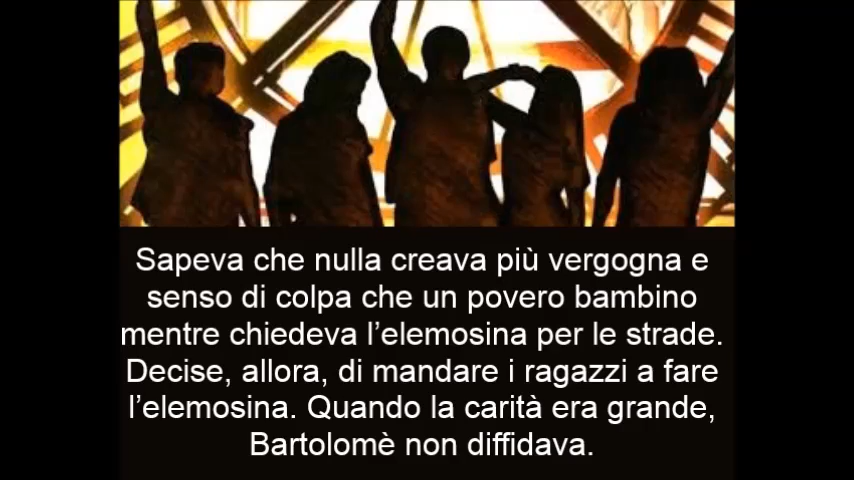 Sapeva che nulla creava più vergogna e
senso di colpa che un povero bambino
mentre chiedeva l’elemosina per le strade.
Decise, allora, di mandare i ragazzi a fare
l’elemosina. Quando la carità era grande,
Bartolomè non diffidava.